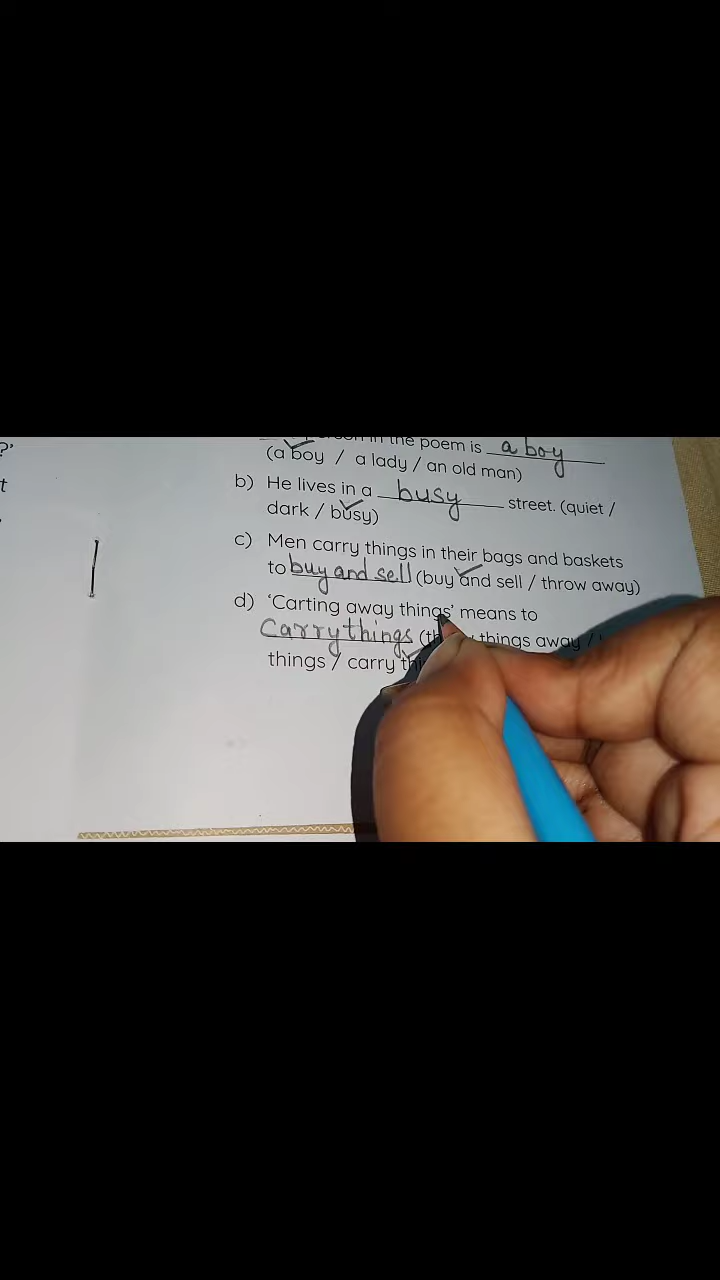 ?'
t
in the poem is a boy
(a boy / a lady / an old man)
b) He lives in a busy street. (quiet /
dark / busy)
c) Men carry things in their bags and baskets
to buy and sell (buy and sell / throw away)
d) ‘Carting away things’ means to
Carry things things away /
things / carry